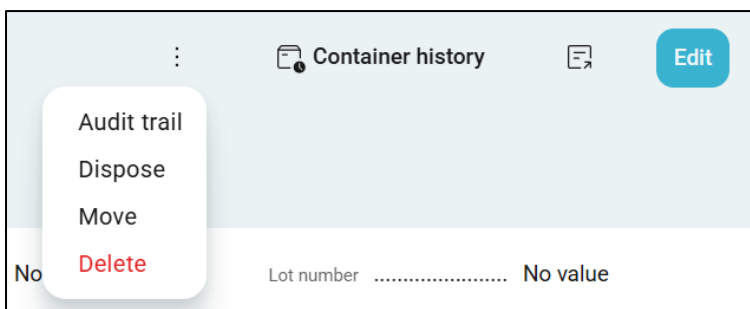 ⋮ Container history Edit
Audit trail
Dispose
Move
Delete
No Lot number ...................... No value